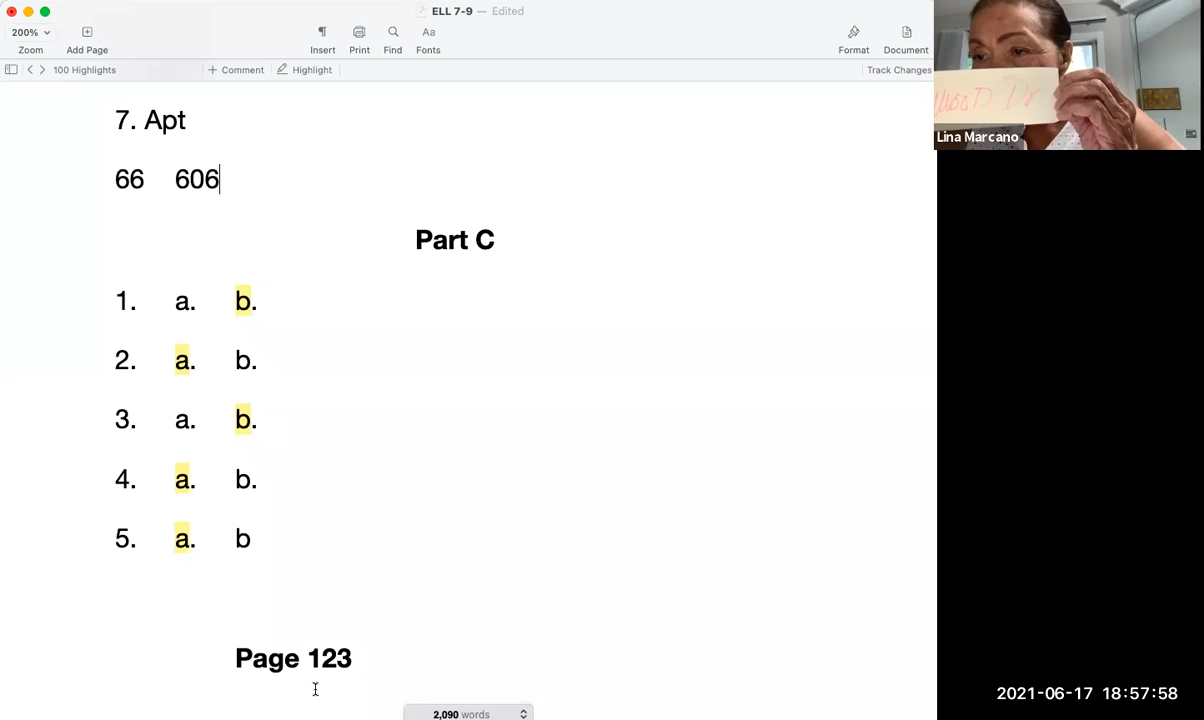 ELL 7-9 — Edited
200%
Zoom
Add Page
Insert
Print
Aa
Fonts
Find
Format
Document
100 Highlights
+ Comment
Highlight
Track Changes
7. Apt
66 606
Part C
1. a. b.
2. a. b.
3. a. b.
4. a. b.
5. a. b
Page 123
2,090 words
Dr
Lina Marcano
2021-06-17 18:57:58